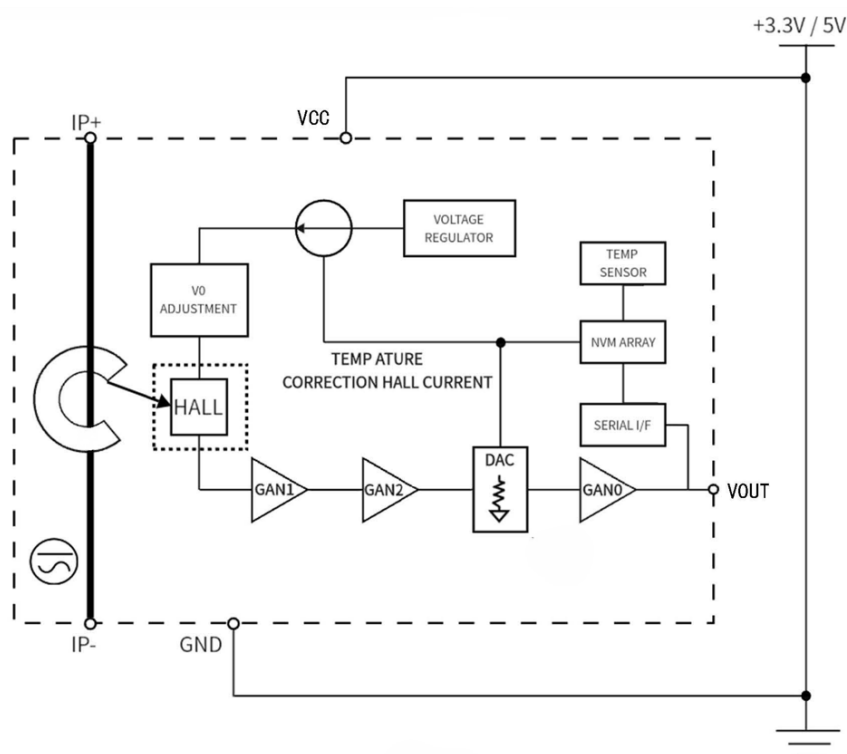 +3.3V / 5V
IP+
VCC
VOLTAGE
REGULATOR
TEMP
SENSOR
V0
ADJUSTMENT
NVM ARRAY
TEMP ATURE
CORRECTION HALL CURRENT
HALL
SERIAL I/F
DAC
GAN1
GAN2
GAN0
VOUT
IP-
GND